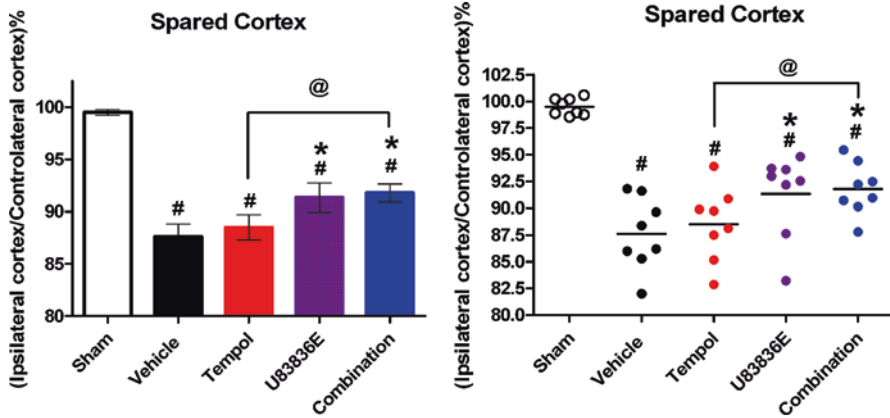 Spared Cortex
(Ipsilateral cortex/Controlateral cortex)%
100
95
90
85
80
@
#
#
*
#
*
#
Sham
Vehicle
Tempol
U83836E
Combination
Spared Cortex
(Ipsilateral cortex/Controlateral cortex)%
102.5
100.0
97.5
95.0
92.5
90.0
87.5
85.0
82.5
80.0
@
#
#
*
#
*
#
Sham
Vehicle
Tempol
U83836E
Combination